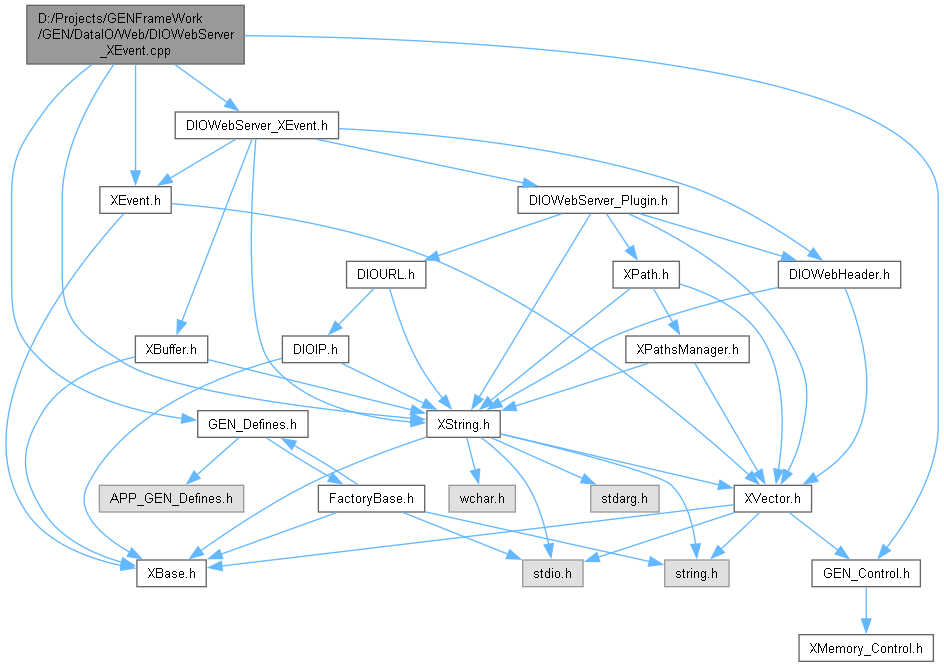 D:/Projects/GENFrameWork
/GEN/DataIO/Web/DIOWebServer
_XEvent.cpp
DIOWebServer_XEvent.h
XEvent.h
DIOWebServer_Plugin.h
DIOURL.h
XPath.h
DIOWebHeader.h
XBuffer.h
DIOIP.h
XPathsManager.h
GEN_Defines.h
XString.h
APP_GEN_Defines.h
FactoryBase.h
wchar.h
stdarg.h
XVector.h
XBase.h
stdio.h
string.h
GEN_Control.h
XMemory_Control.h